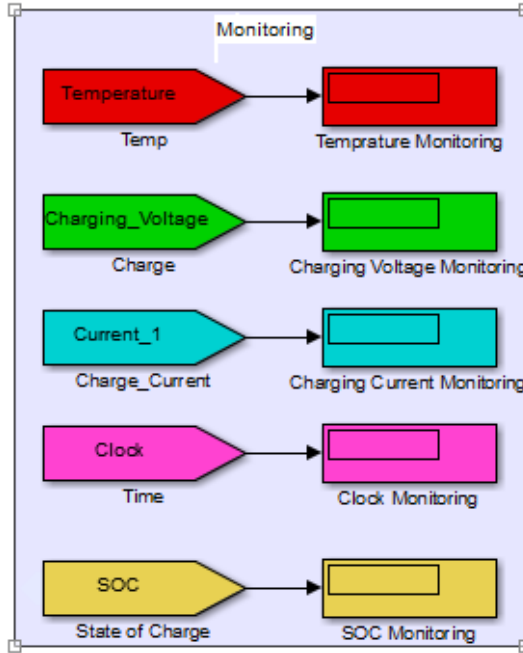 Monitoring
Temperature
Temp
Temprature Monitoring
Charging_Voltage
Charge
Charging Voltage Monitoring
Current_1
Charge_Current
Charging Current Monitoring
Clock
Time
Clock Monitoring
SOC
State of Charge
SOC Monitoring